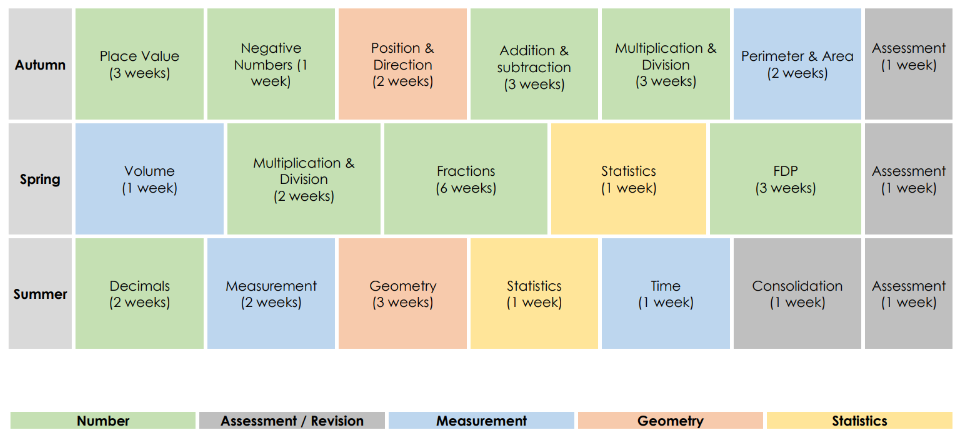 Autumn
Place Value
(3 weeks)
Negative
Numbers (1
week)
Position &
Direction
(2 weeks)
Addition &
subtraction
(3 weeks)
Multiplication &
Division
(3 weeks)
Perimeter & Area
(2 weeks)
Assessment
(1 week)
Spring
Volume
(1 week)
Multiplication &
Division
(2 weeks)
Fractions
(6 weeks)
Statistics
(1 week)
FDP
(3 weeks)
Assessment
(1 week)
Summer
Decimals
(2 weeks)
Measurement
(2 weeks)
Geometry
(3 weeks)
Statistics
(1 week)
Time
(1 week)
Consolidation
(1 week)
Assessment
(1 week)
Number
Assessment / Revision
Measurement
Geometry
Statistics